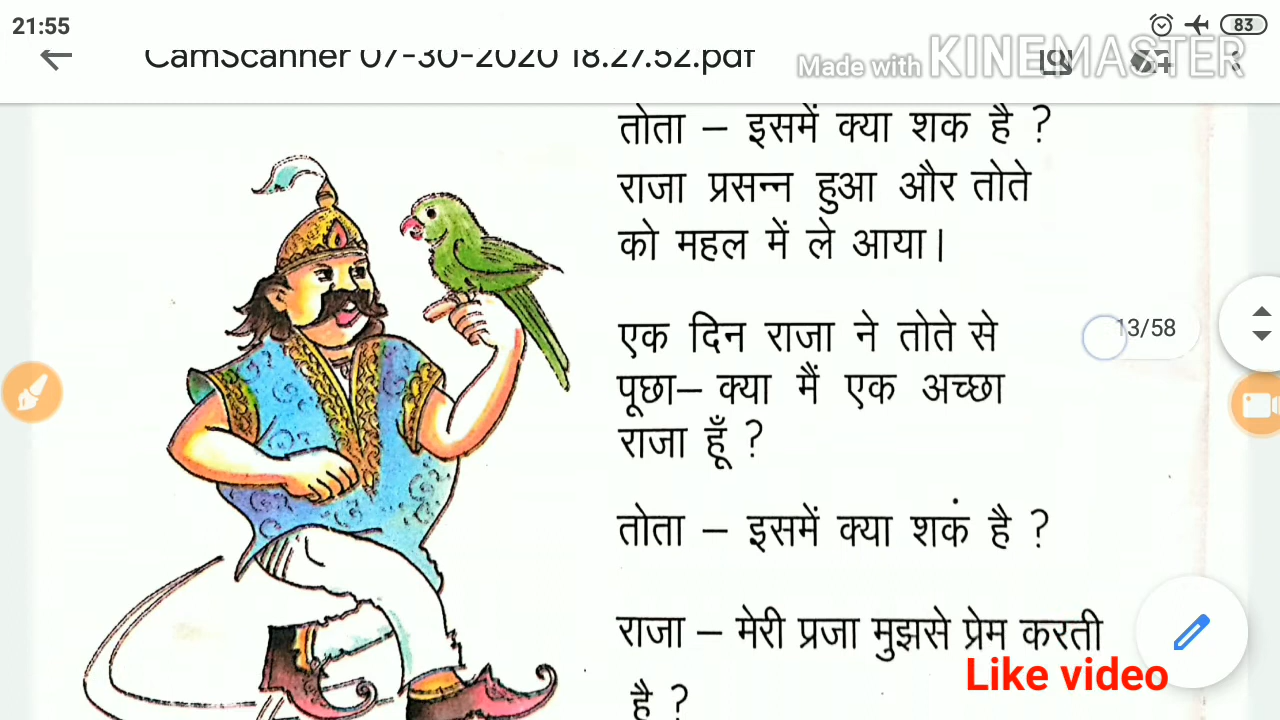 21:55
83
CamScanner 07-30-2020 18.27.52.pdf
Made with KINEMASTER
तोता – इसमें क्या शक है ?
राजा प्रसन्न हुआ और तोते
को महल में ले आया।
एक दिन राजा ने तोते से
13/58
पूछा– क्या मैं एक अच्छा
राजा हूँ ?
तोता – इसमें क्या शक है ?
राजा – मेरी प्रजा मुझसे प्रेम करती
है ?
Like video